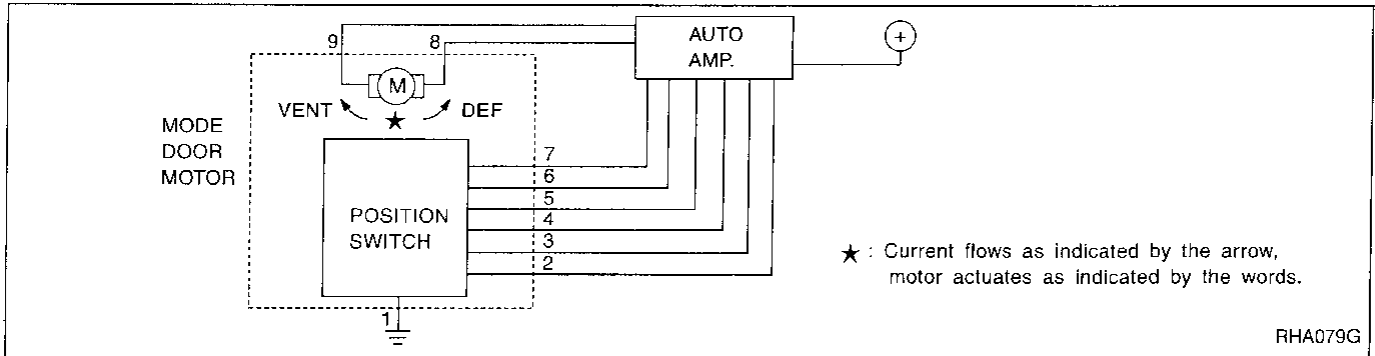 AUTO
AMP.
+
9
8
M
VENT
★
DEF
MODE
DOOR
MOTOR
7
6
5
4
3
2
POSITION
SWITCH
1
★ : Current flows as indicated by the arrow,
motor actuates as indicated by the words.
RHA079G